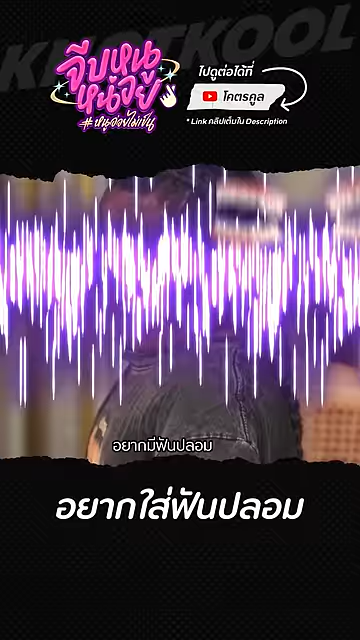 KHOTKOOL
จีบหนู
หน่อย
#หนูจ๋อยไม่เขิน
ไปดูต่อได้ที่
โคตรคูล
* Link คลิปเต็มใน Description
อยากมีฟันปลอม
อยากใส่ฟันปลอม